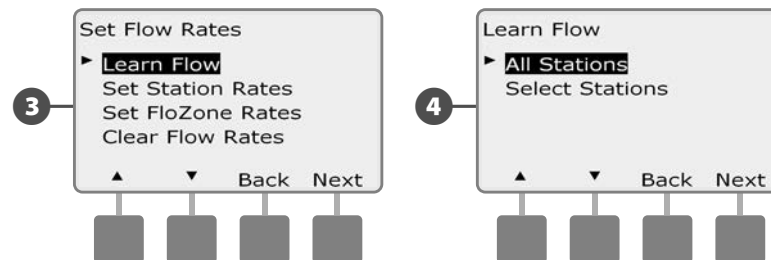 3
Set Flow Rates
► Learn Flow
Set Station Rates
Set FloZone Rates
Clear Flow Rates
▲ ▼ Back Next
4
Learn Flow
► All Stations
Select Stations
▲ ▼ Back Next